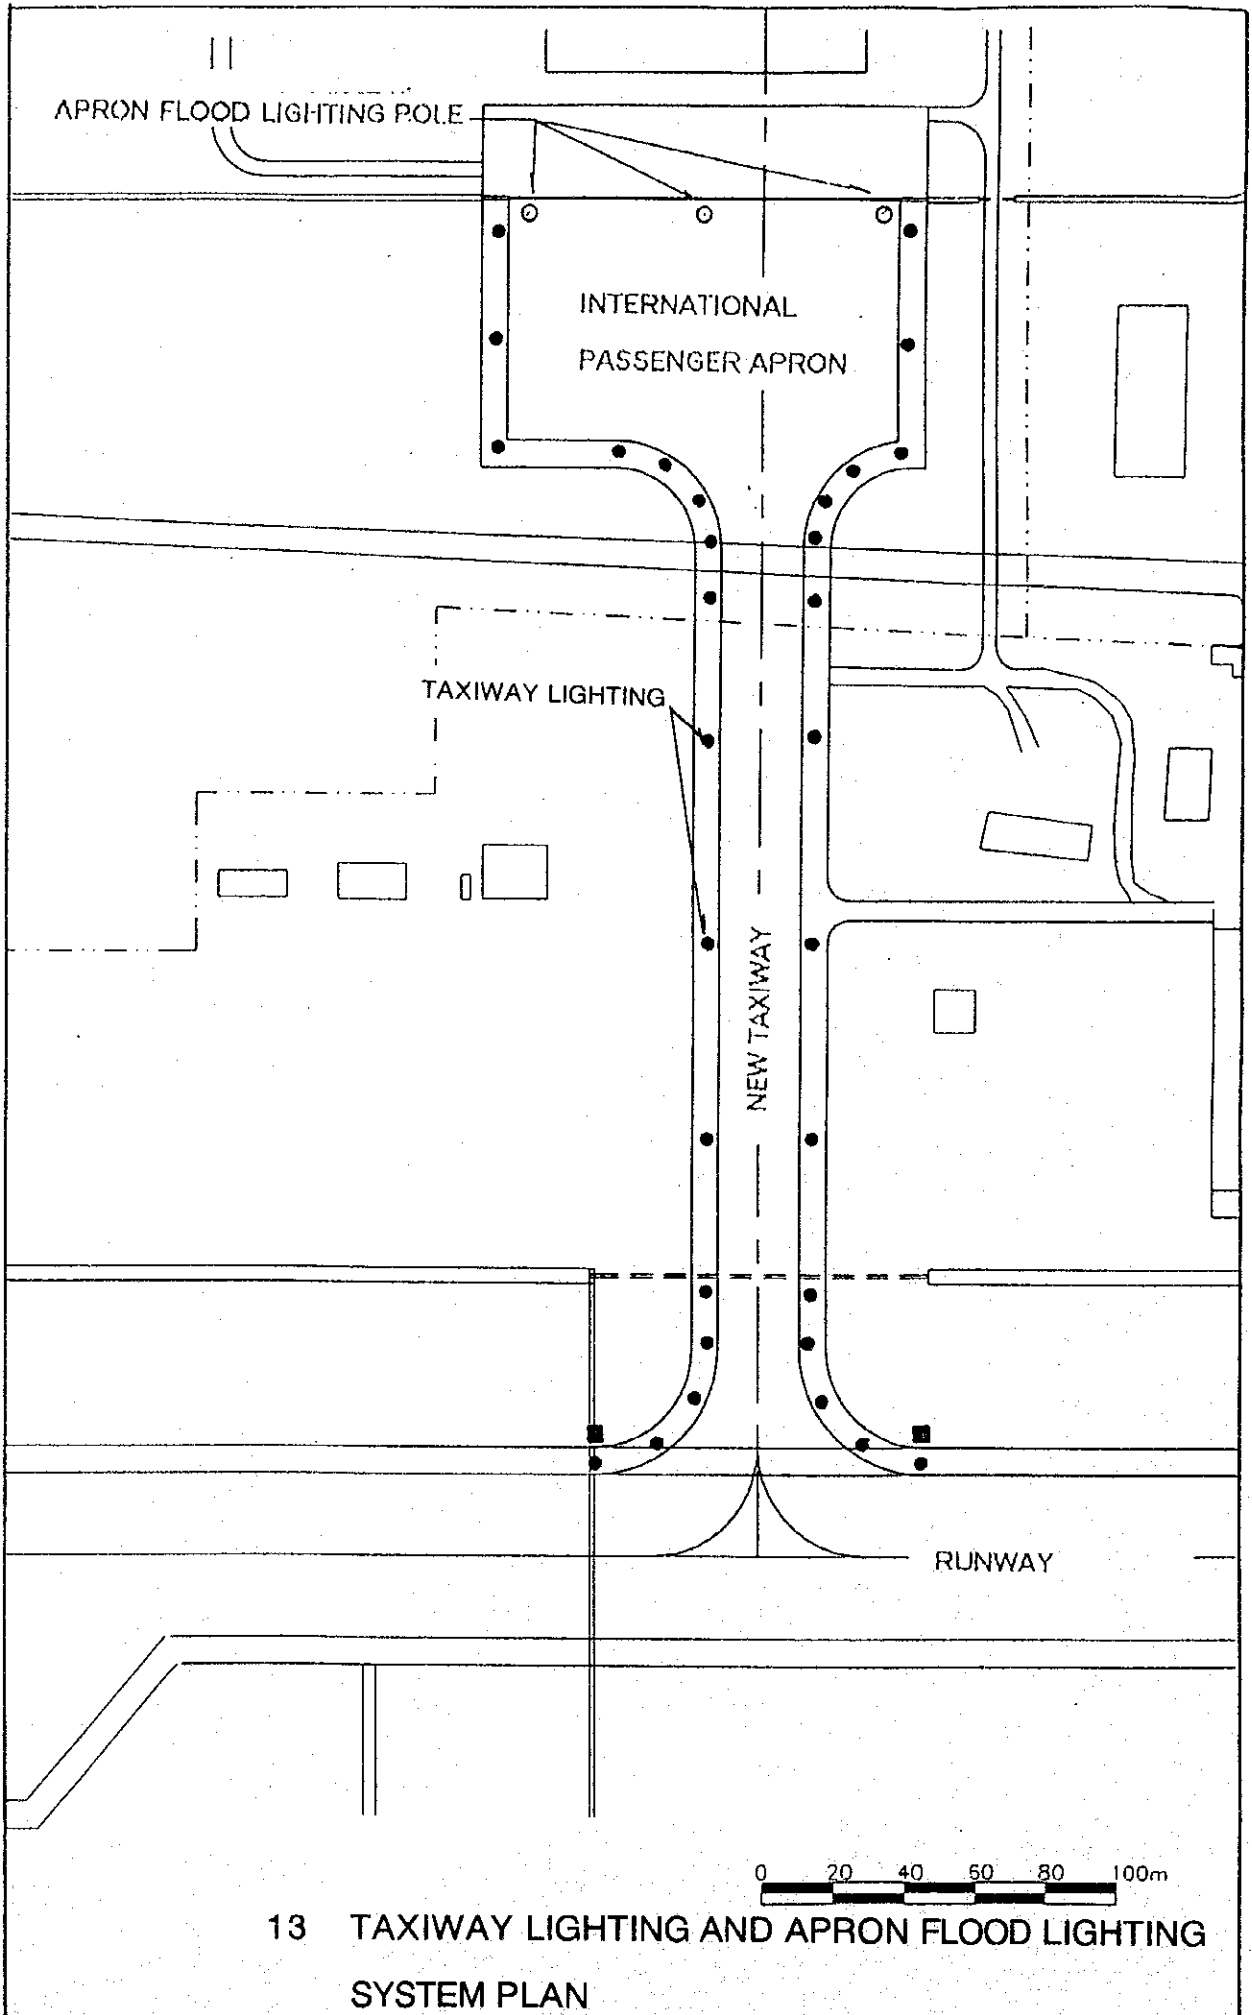 APRON FLOOD LIGHTING POLE
INTERNATIONAL
PASSENGER APRON
TAXIWAY LIGHTING
NEW TAXIWAY
RUNWAY
0 20 40 60 80 100m
13 TAXIWAY LIGHTING AND APRON FLOOD LIGHTING
SYSTEM PLAN